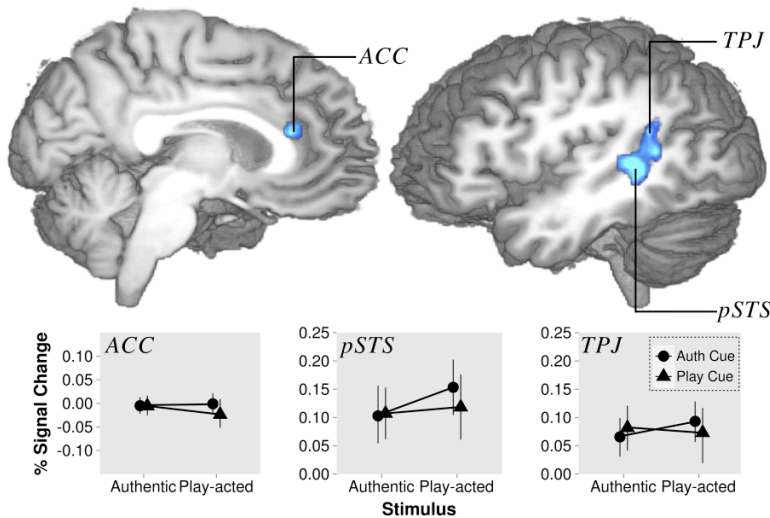 ACC
TPJ
pSTS
% Signal Change
ACC
0.10
0.05
0.00
-0.05
-0.10
Authentic Play-acted
pSTS
0.25
0.20
0.15
0.10
0.05
0.00
Authentic Play-acted
TPJ
0.25
0.20
0.15
0.10
0.05
0.00
Auth Cue
Play Cue
Authentic Play-acted
Stimulus